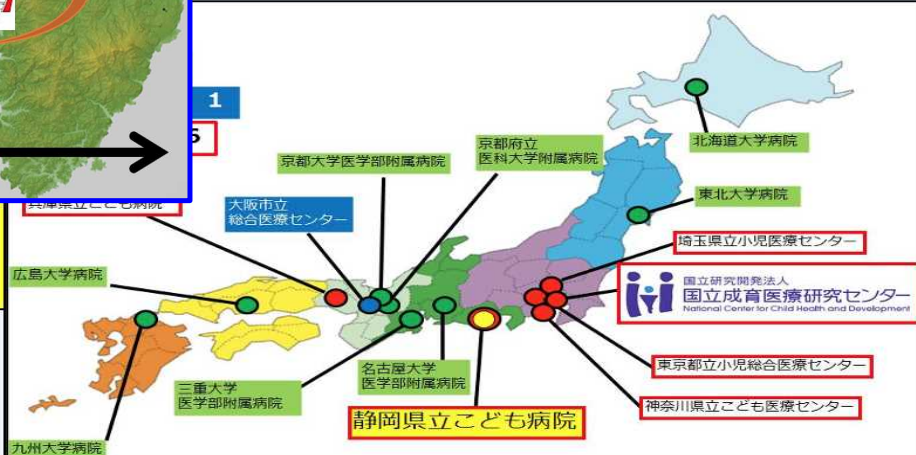 1
京都大学医学部附属病院
京都府立
医科大学附属病院
北海道大学病院
兵庫県立こども病院
大阪市立
総合医療センター
東北大学病院
埼玉県立小児医療センター
広島大学病院
国立研究開発法人
国立成育医療研究センター
National Center for Child Health and Development
三重大学
医学部附属病院
名古屋大学
医学部附属病院
東京都立小児総合医療センター
静岡県立こども病院
神奈川県立こども医療センター
九州大学病院